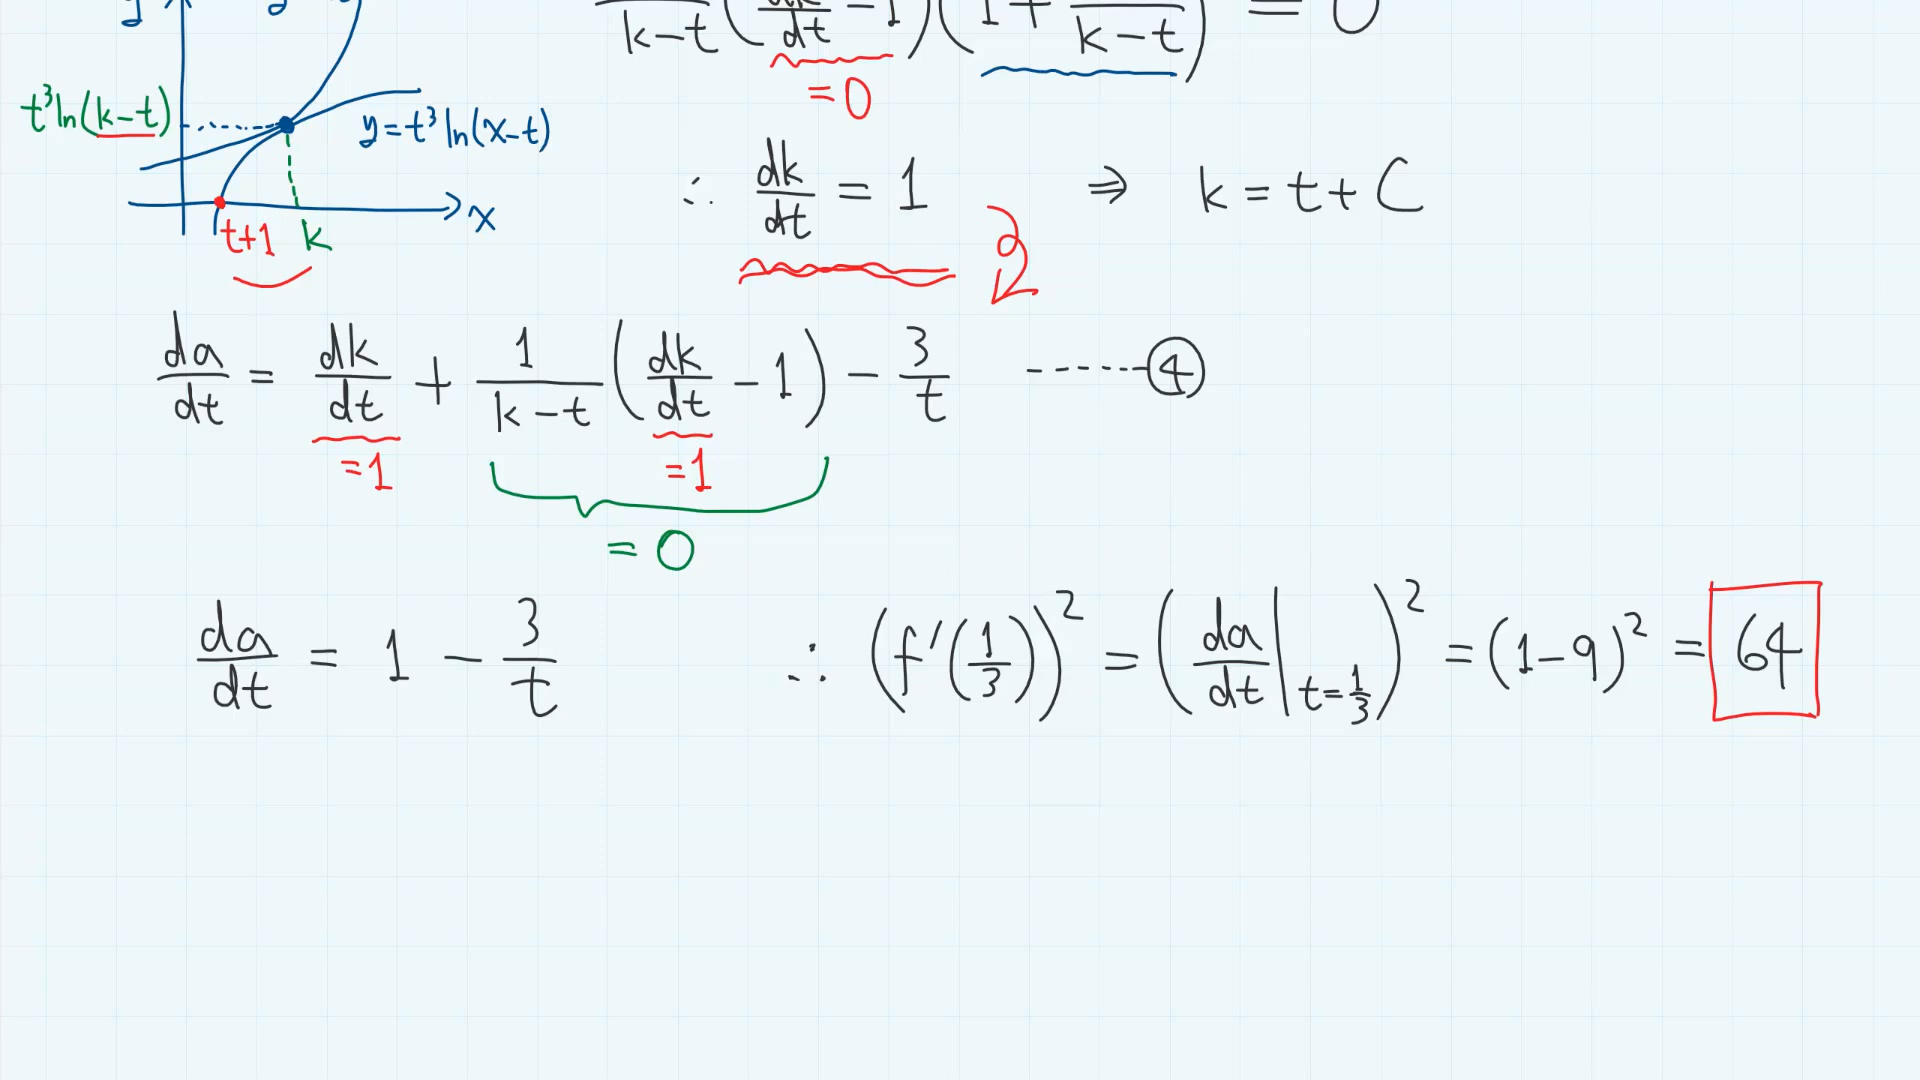 1/(k-t) (dk/dt - 1)(1 + 1/(k-t)) = 0
= 0
t³ln(k-t)
y=t³ln(x-t)
x
t+1 k
∴ dk/dt = 1 ⇒ k = t + C
da/dt = dk/dt + 1/(k-t) (dk/dt - 1) - 3/t ------④
=1 =1
= 0
da/dt = 1 - 3/t ∴ (f'(1/3))² = (da/dt|t=1/3)² = (1-9)² = 64